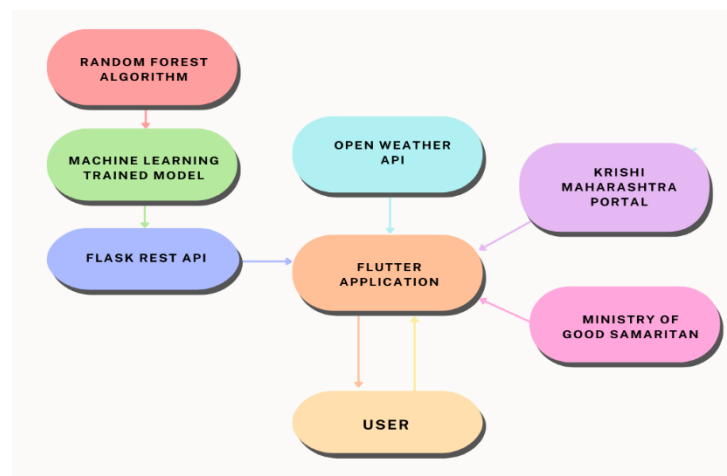 RANDOM FOREST
ALGORITHM
MACHINE LEARNING
TRAINED MODEL
FLASK REST API
OPEN WEATHER
API
FLUTTER
APPLICATION
USER
KRISHI
MAHARASHTRA
PORTAL
MINISTRY OF
GOOD SAMARITAN